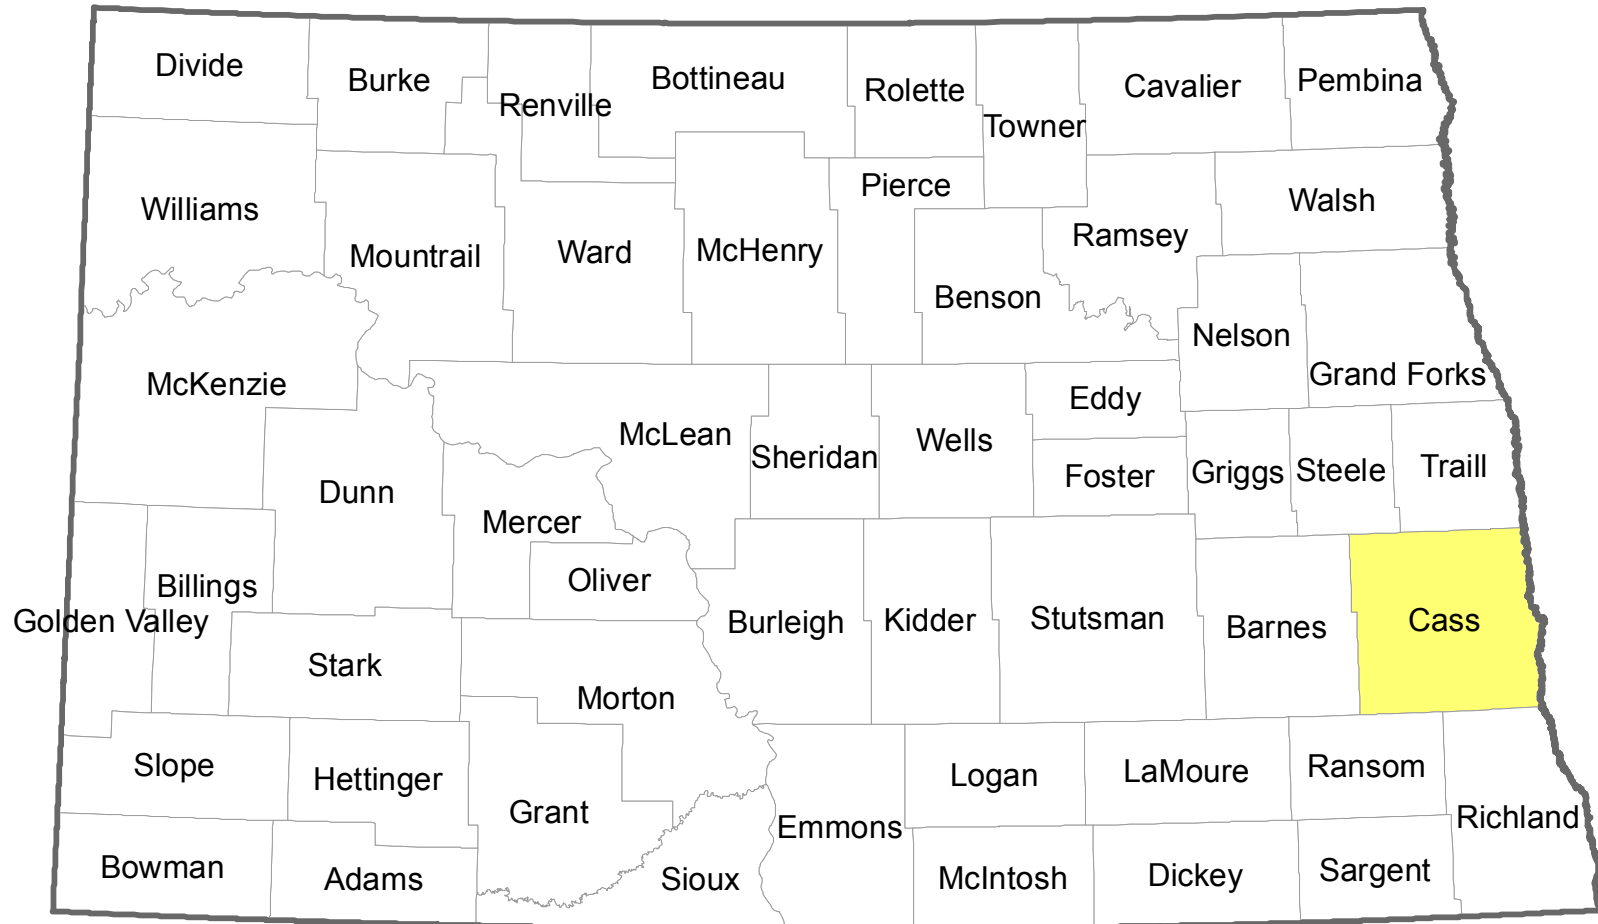 Divide
Burke
Renville
Bottineau
Rolette
Towner
Cavalier
Pembina
Williams
Mountrail
Ward
McHenry
Pierce
Benson
Ramsey
Walsh
Nelson
Grand Forks
McKenzie
Dunn
McLean
Sheridan
Wells
Eddy
Foster
Griggs
Steele
Traill
Mercer
Oliver
Golden Valley
Billings
Stark
Morton
Burleigh
Kidder
Stutsman
Barnes
Cass
Slope
Hettinger
Grant
Emmons
Logan
LaMoure
Ransom
Richland
Bowman
Adams
Sioux
McIntosh
Dickey
Sargent